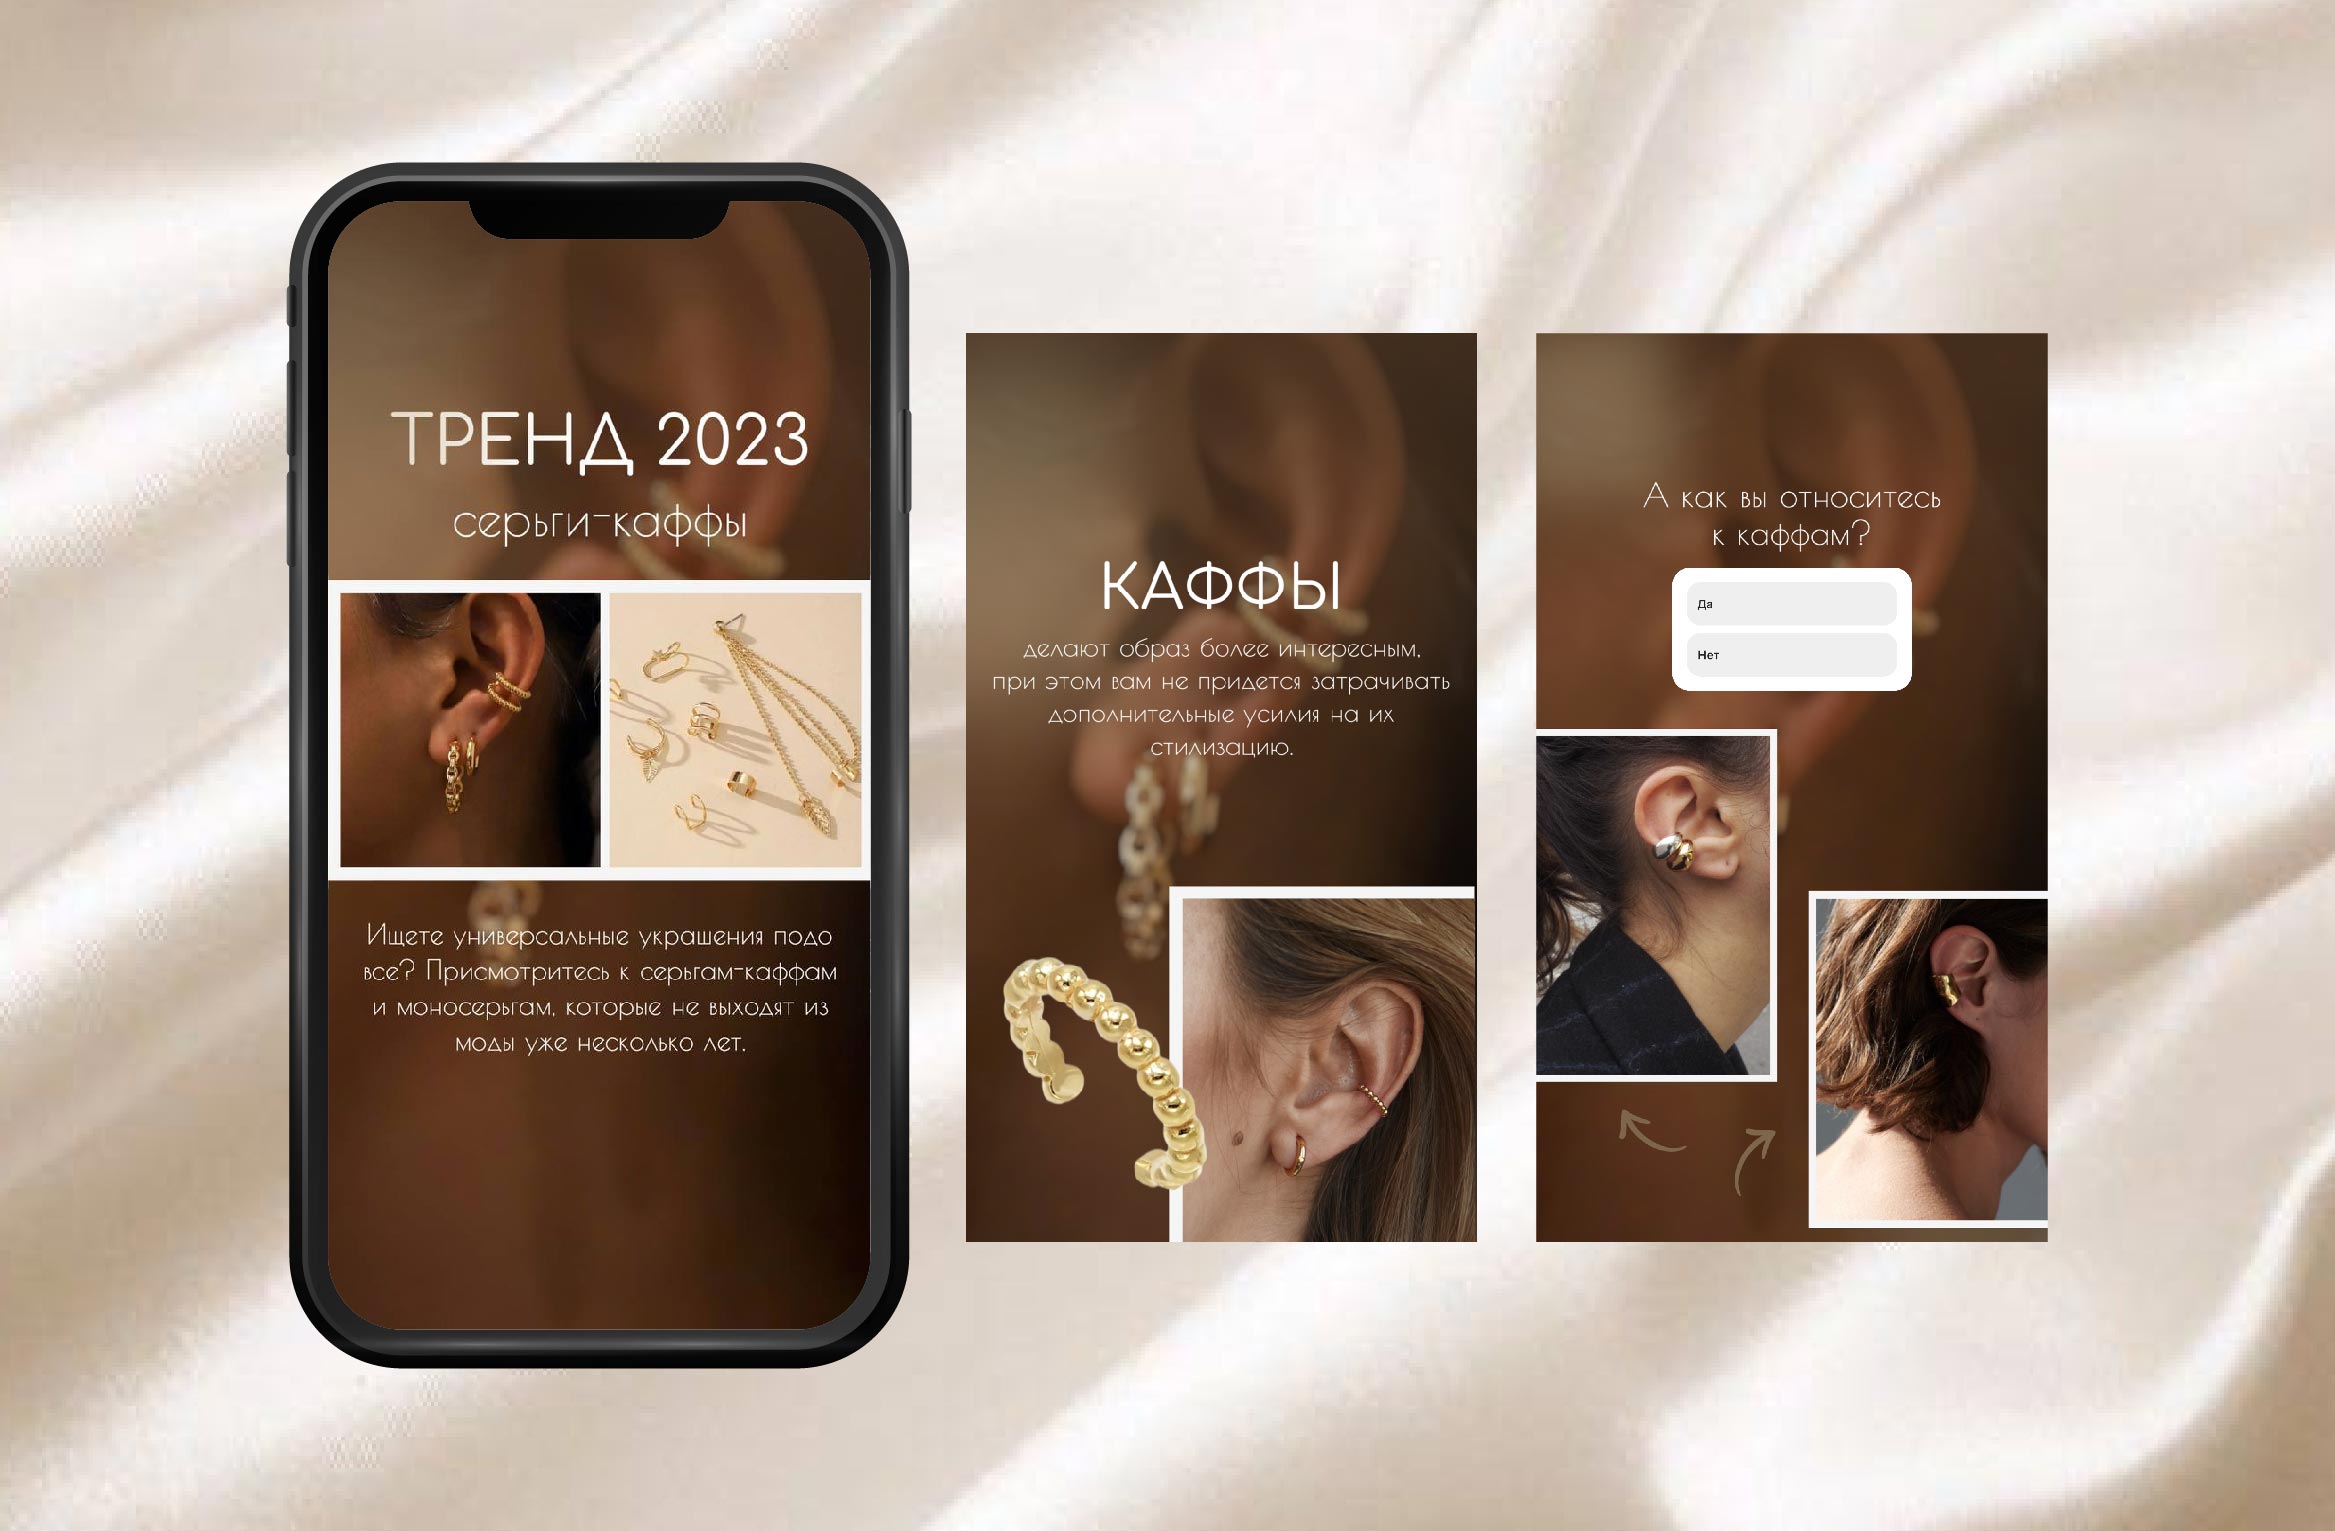 ТРЕНД 2023
серьги-каффы
Ищете универсальные украшения подо
все? Присмотритесь к серьгам-каффам
и моносерьгам, которые не выходят из
моды уже несколько лет.
КАФФЫ
делают образ более интересным,
при этом вам не придется затрачивать
дополнительные усилия на их
стилизацию.
А как вы относитесь
к каффам?
Да
Нет